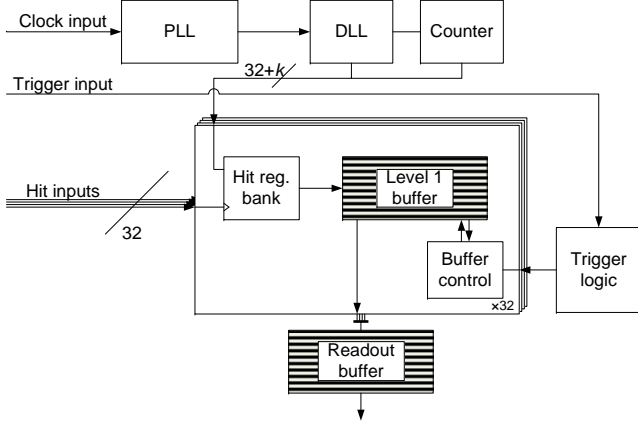 Clock input
PLL
DLL
Counter
32+k
Trigger input
Hit inputs
32
Hit reg.
bank
Level 1
buffer
Buffer
control
×32
Trigger
logic
Readout
buffer